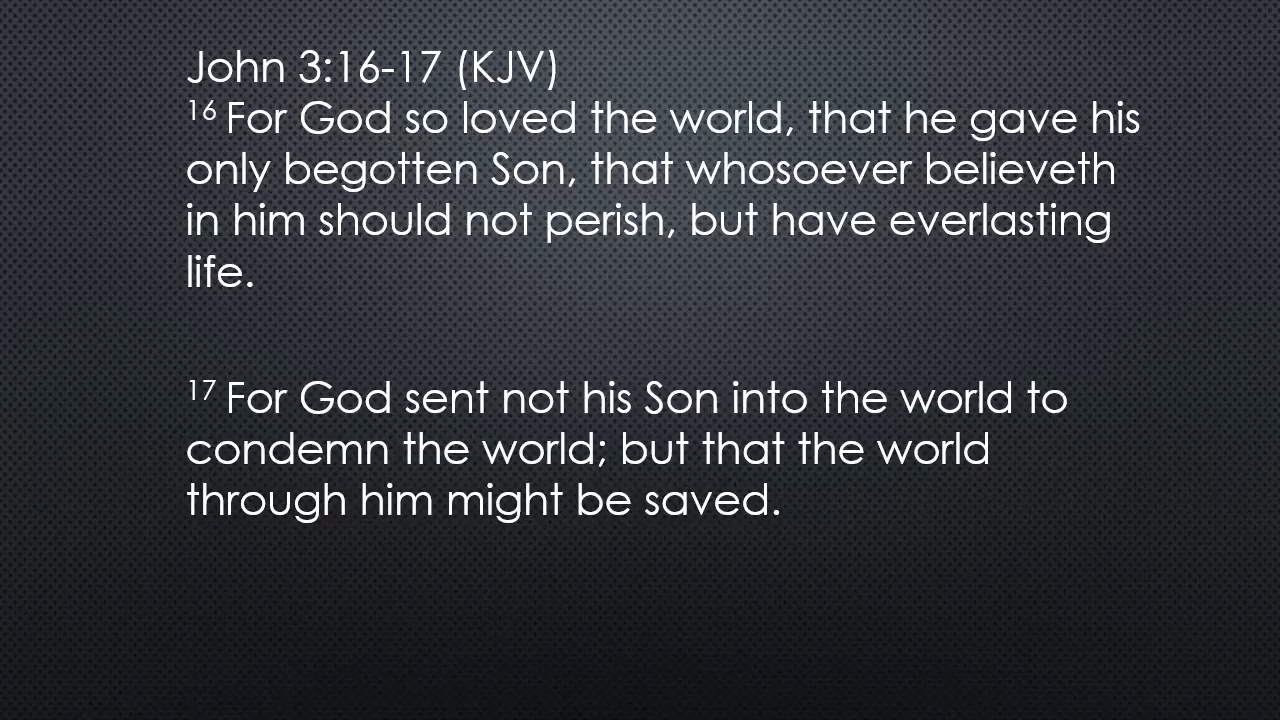 John 3:16-17 (KJV)
16 For God so loved the world, that he gave his
only begotten Son, that whosoever believeth
in him should not perish, but have everlasting
life.
17 For God sent not his Son into the world to
condemn the world; but that the world
through him might be saved.